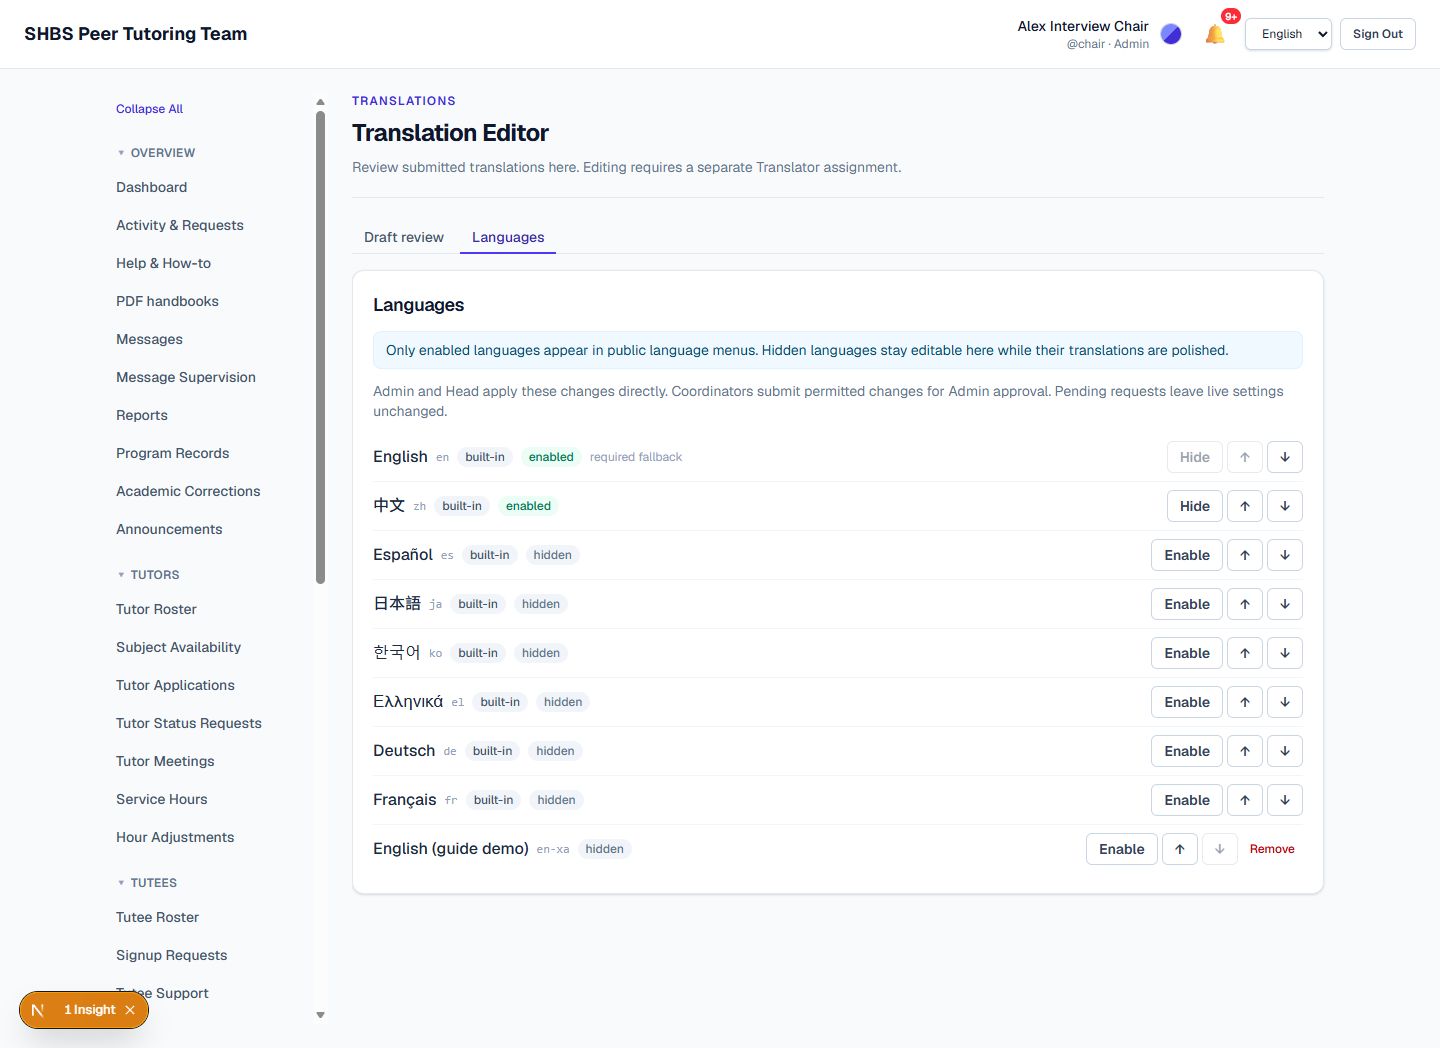 SHBS Peer Tutoring Team
Alex Interview Chair
@chair · Admin
9+
English
Sign Out
Collapse All
OVERVIEW
Dashboard
Activity & Requests
Help & How-to
PDF handbooks
Messages
Message Supervision
Reports
Program Records
Academic Corrections
Announcements
TUTORS
Tutor Roster
Subject Availability
Tutor Applications
Tutor Status Requests
Tutor Meetings
Service Hours
Hour Adjustments
TUTEES
Tutee Roster
Signup Requests
Tutee Support
N 1 Insight
TRANSLATIONS
Translation Editor
Review submitted translations here. Editing requires a separate Translator assignment.
Draft review Languages
Languages
Only enabled languages appear in public language menus. Hidden languages stay editable here while their translations are polished.
Admin and Head apply these changes directly. Coordinators submit permitted changes for Admin approval. Pending requests leave live settings
unchanged.
English en built-in enabled required fallback Hide ↑ ↓
中文 zh built-in enabled Hide ↑ ↓
Español es built-in hidden Enable ↑ ↓
日本語 ja built-in hidden Enable ↑ ↓
한국어 ko built-in hidden Enable ↑ ↓
Ελληνικά el built-in hidden Enable ↑ ↓
Deutsch de built-in hidden Enable ↑ ↓
Français fr built-in hidden Enable ↑ ↓
English (guide demo) en-xa hidden Enable ↑ ↓ Remove